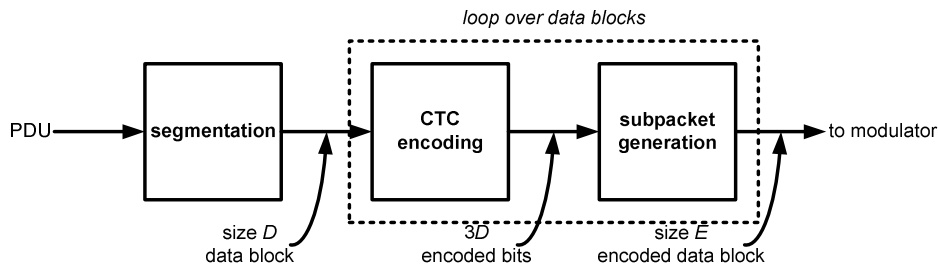 loop over data blocks
PDU
segmentation
CTC
encoding
subpacket
generation
to modulator
size D
data block
3D
encoded bits
size E
encoded data block